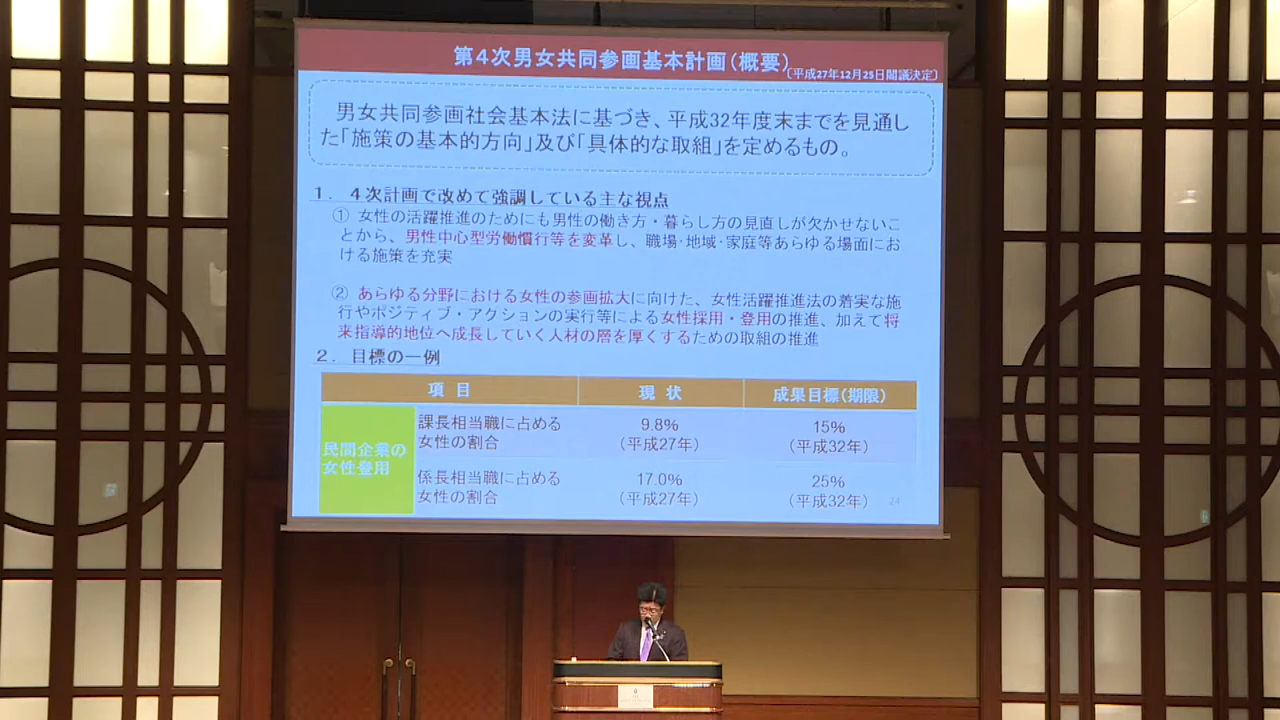 第４次男女共同参画基本計画(概要)
〔平成27年12月25日閣議決定〕
男女共同参画社会基本法に基づき、平成32年度末までを見通し
た「施策の基本的方向」及び「具体的な取組」を定めるもの。
１．４次計画で改めて強調している主な視点
① 女性の活躍推進のためにも男性の働き方・暮らし方の見直しが欠かせないこ
とから、男性中心型労働慣行等を変革し、職場･地域･家庭等あらゆる場面にお
ける施策を充実
② あらゆる分野における女性の参画拡大に向けた、女性活躍推進法の着実な施
行やポジティブ・アクションの実行等による女性採用・登用の推進、加えて将
来指導的地位へ成長していく人材の層を厚くするための取組の推進
２．目標の一例
項 目 現 状 成果目標(期限)
民間企業の
女性登用
課長相当職に占める
女性の割合
9.8%
(平成27年)
15%
(平成32年)
係長相当職に占める
女性の割合
17.0%
(平成27年)
25%
(平成32年)
24